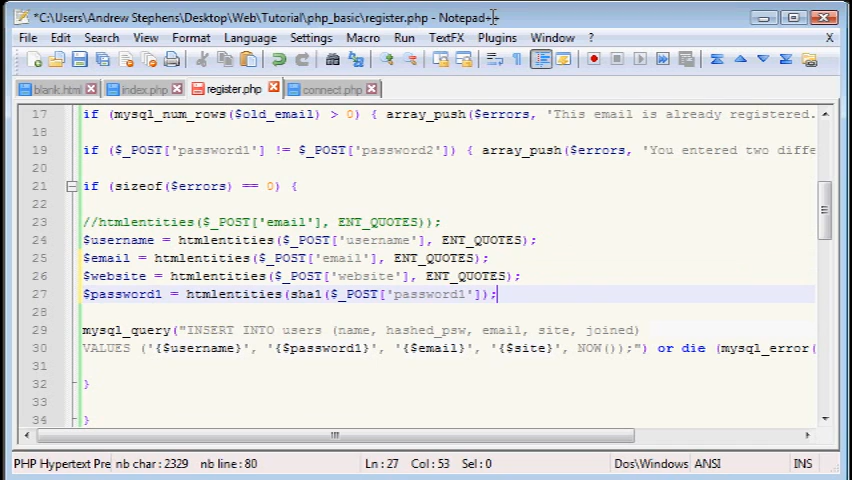 *C:\Users\Andrew Stephens\Desktop\Web\Tutorial\php_basic\register.php - Notepad++
File Edit Search View Format Language Settings Macro Run TextFX Plugins Window ? X
blank.html index.php register.php connect.php
17 if (mysql_num_rows($old_email) > 0) { array_push($errors, 'This email is already registered.
18
19 if ($_POST['password1'] != $_POST['password2']) { array_push($errors, 'You entered two diffe
20
21 if (sizeof($errors) == 0) {
22
23 //htmlentities($_POST['email'], ENT_QUOTES));
24 $username = htmlentities($_POST['username'], ENT_QUOTES);
25 $email = htmlentities($_POST['email'], ENT_QUOTES);
26 $website = htmlentities($_POST['website'], ENT_QUOTES);
27 $password1 = htmlentities(sha1($_POST['password1']);
28
29 mysql_query("INSERT INTO users (name, hashed_psw, email, site, joined)
30 VALUES ('{$username}', '{$password1}', '{$email}', '{$site}', NOW());") or die (mysql_error(
31
32 }
33
34 }
PHP Hypertext Pre nb char : 2329 nb line : 80 Ln : 27 Col : 53 Sel : 0 Dos\Windows ANSI INS